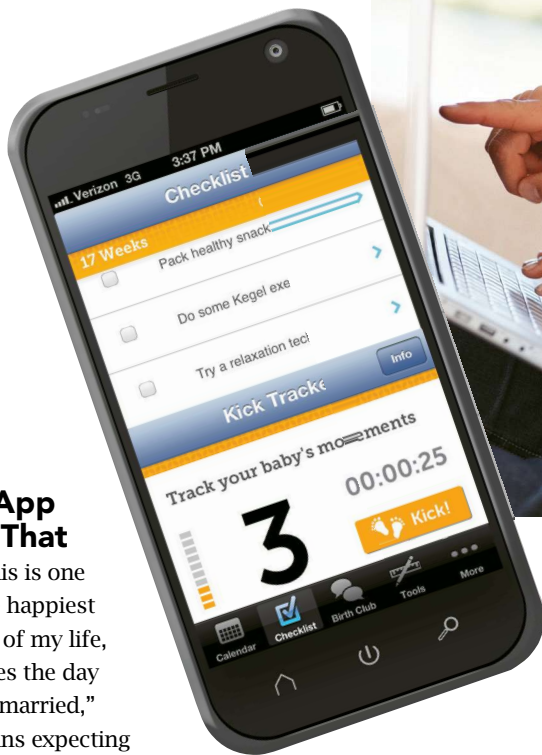 Verizon 3G 3:37 PM
Checklist
17 Weeks
Pack healthy snack
Do some Kegel exe
Try a relaxation tec
Kick Tracke Info
Track your baby's
00:00:25
3
Kick!
Calendar Checklist Birth Club Tools More
App
That
is is one
happiest
of my life,
es the day
married,”
ns expecting